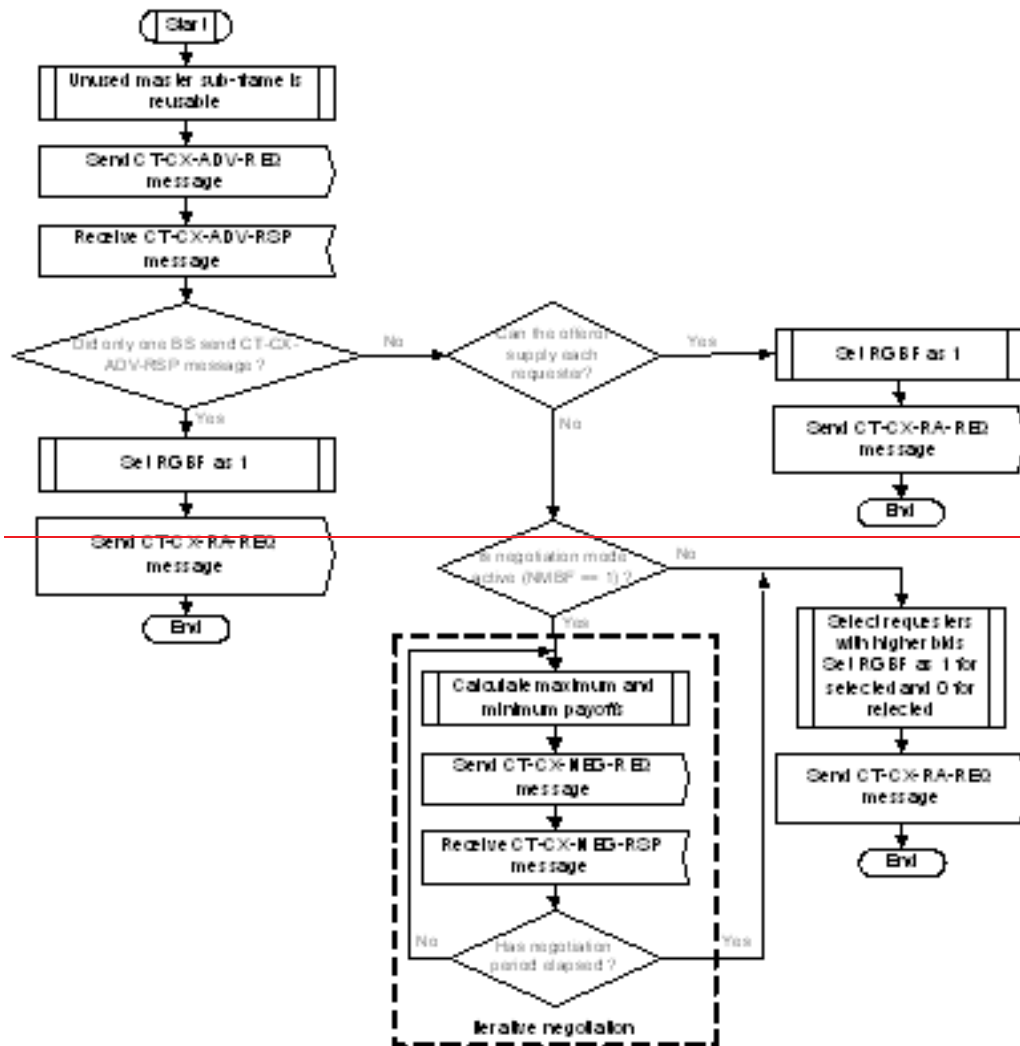 Start
Unused master sub-frame is
reusable
Send CT-CX-ADV-REQ
message
Receive CT-CX-ADV-RSP
message
Did only one BS send CT-CX-
ADV-RSP message ?
No
Can the offeror
supply each
requester?
Yes
Set RGBF as 1
Send CT-CX-RA-REQ
message
End
Yes
Set RGBF as 1
Send CT-CX-RA-REQ
message
End
No
Is negotiation mode
active (NMBF == 1) ?
No
Select requesters
with higher bids
Set RGBF as 1 for
selected and 0 for
rejected
Send CT-CX-RA-REQ
message
End
Yes
Calculate maximum and
minimum payoffs
Send CT-CX-NEG-REQ
message
Receive CT-CX-NEG-RSP
message
Has negotiation
period elapsed ?
No
Yes
Iterative negotiation